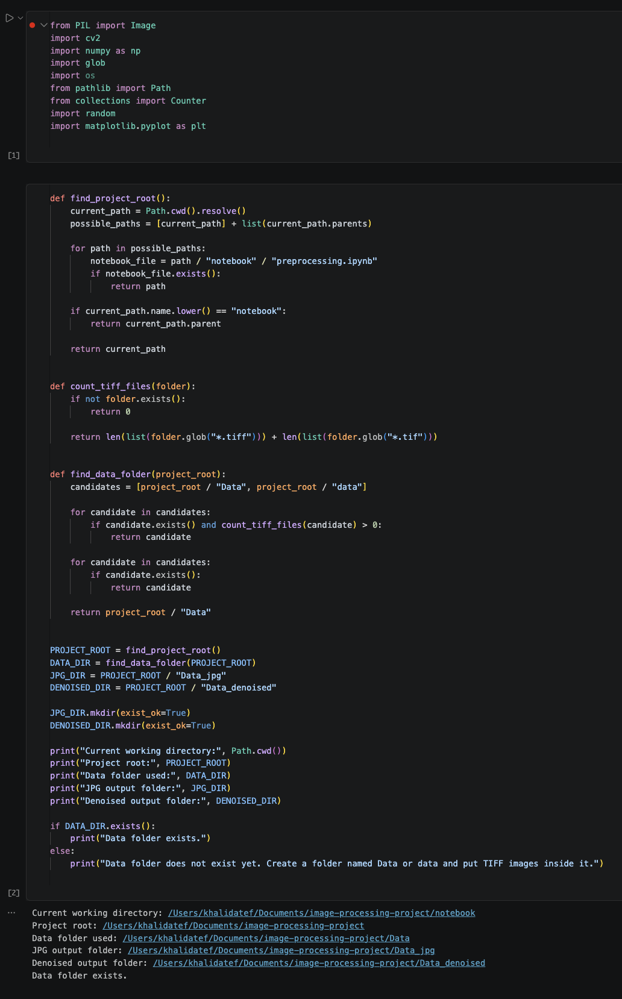 from PIL import Image
import cv2
import numpy as np
import glob
import os
from pathlib import Path
from collections import Counter
import random
import matplotlib.pyplot as plt
[1]
def find_project_root():
    current_path = Path.cwd().resolve()
    possible_paths = [current_path] + list(current_path.parents)
    for path in possible_paths:
        notebook_file = path / "notebook" / "preprocessing.ipynb"
        if notebook_file.exists():
            return path
    if current_path.name.lower() == "notebook":
        return current_path.parent
    return current_path
def count_tiff_files(folder):
    if not folder.exists():
        return 0
    return len(list(folder.glob("*.tiff"))) + len(list(folder.glob("*.tif")))
def find_data_folder(project_root):
    candidates = [project_root / "Data", project_root / "data"]
    for candidate in candidates:
        if candidate.exists() and count_tiff_files(candidate) > 0:
            return candidate
    for candidate in candidates:
        if candidate.exists():
            return candidate
    return project_root / "Data"
PROJECT_ROOT = find_project_root()
DATA_DIR = find_data_folder(PROJECT_ROOT)
JPG_DIR = PROJECT_ROOT / "Data_jpg"
DENOISED_DIR = PROJECT_ROOT / "Data_denoised"
JPG_DIR.mkdir(exist_ok=True)
DENOISED_DIR.mkdir(exist_ok=True)
print("Current working directory:", Path.cwd())
print("Project root:", PROJECT_ROOT)
print("Data folder used:", DATA_DIR)
print("JPG output folder:", JPG_DIR)
print("Denoised output folder:", DENOISED_DIR)
if DATA_DIR.exists():
    print("Data folder exists.")
else:
    print("Data folder does not exist yet. Create a folder named Data or data and put TIFF images inside it.")
[2]
Current working directory: /Users/khalidatef/Documents/image-processing-project/notebook
Project root: /Users/khalidatef/Documents/image-processing-project
Data folder used: /Users/khalidatef/Documents/image-processing-project/Data
JPG output folder: /Users/khalidatef/Documents/image-processing-project/Data_jpg
Denoised output folder: /Users/khalidatef/Documents/image-processing-project/Data_denoised
Data folder exists.